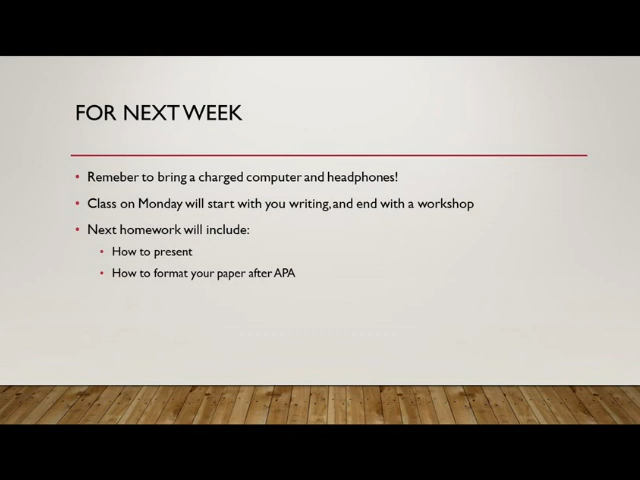 FOR NEXT WEEK
• Remeber to bring a charged computer and headphones!
• Class on Monday will start with you writing, and end with a workshop
• Next homework will include:
• How to present
• How to format your paper after APA